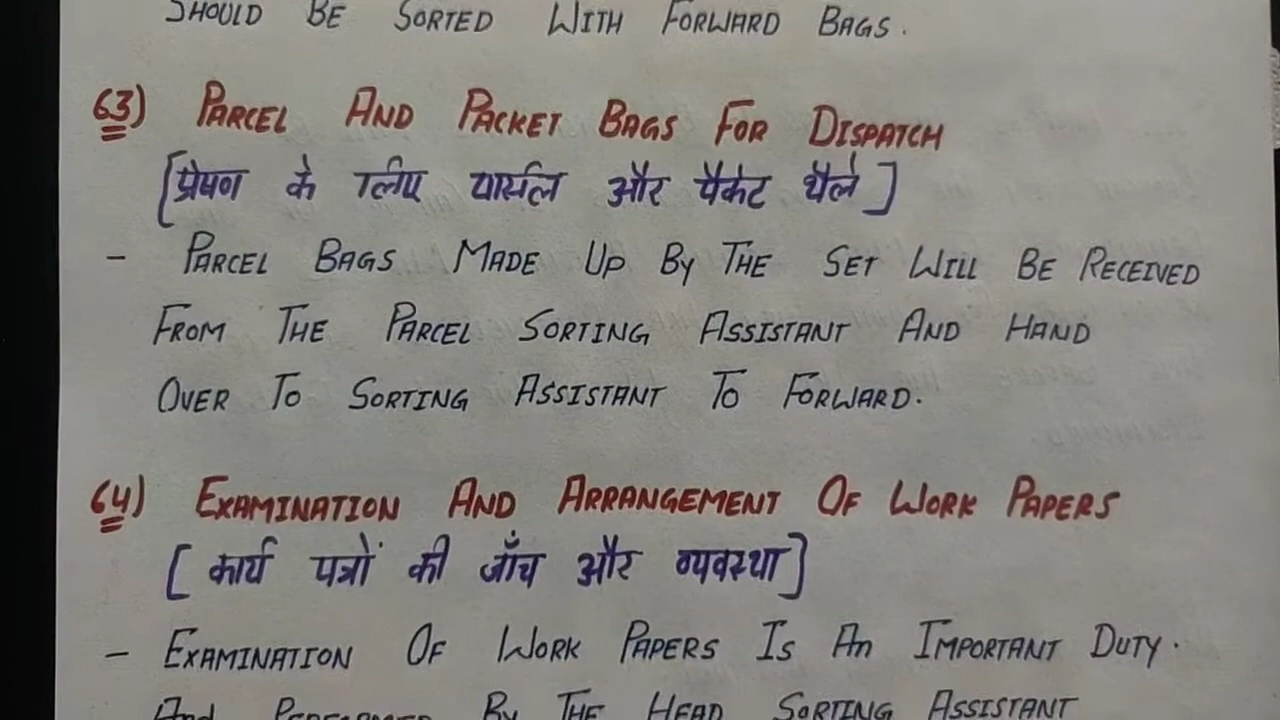 SHOULD BE SORTED WITH FORWARD BAGS.
63) PARCEL AND PACKET BAGS FOR DISPATCH
[प्रेषण के लिए पार्सल और पैकेट थैले]
- PARCEL BAGS MADE UP BY THE SET WILL BE RECEIVED
FROM THE PARCEL SORTING ASSISTANT AND HAND
OVER TO SORTING ASSISTANT TO FORWARD.
64) EXAMINATION AND ARRANGEMENT OF WORK PAPERS
[कार्य पत्रों की जाँच और व्यवस्था]
- EXAMINATION OF WORK PAPERS IS AN IMPORTANT DUTY.
AND PERFORMED BY THE HEAD SORTING ASSISTANT